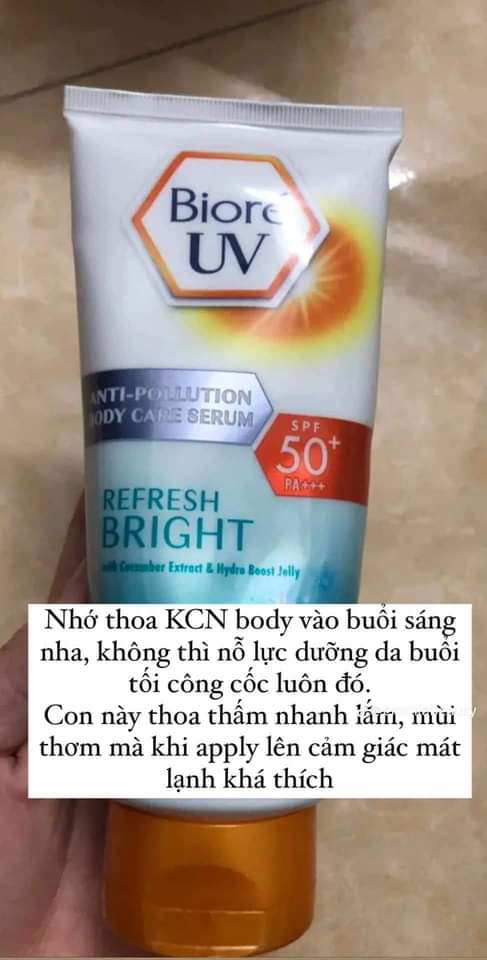 Bioré
UV
ANTI-POLLUTION
BODY CARE SERUM
SPF
50+
PA+++
REFRESH
BRIGHT
with Cucumber Extract & Hydro Boost Jelly
Nhớ thoa KCN body vào buổi sáng
nha, không thì nỗ lực dưỡng da buổi
tối công cốc luôn đó.
Con này thoa thấm nhanh lắm, mùi
thơm mà khi apply lên cảm giác mát
lạnh khá thích